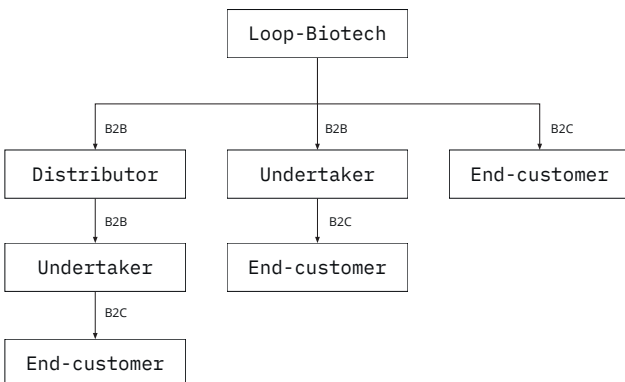 Loop-Biotech
B2B
B2B
B2C
Distributor
Undertaker
End-customer
B2B
B2C
Undertaker
End-customer
B2C
End-customer